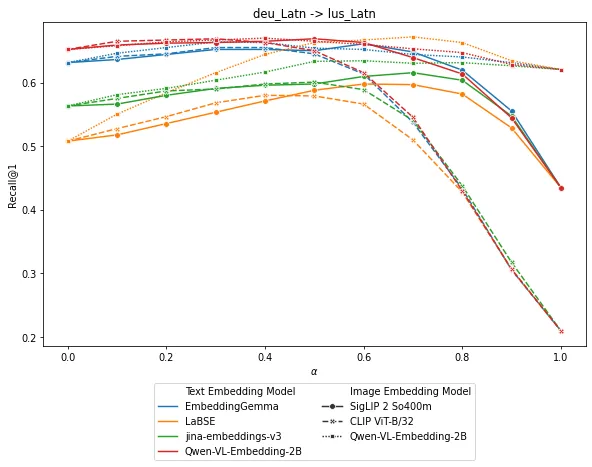 deu_Latn -> lus_Latn
Recall@1
0.6
0.5
0.4
0.3
0.2
0.0
0.2
0.4
0.6
0.8
1.0
α
Text Embedding Model
EmbeddingGemma
LaBSE
jina-embeddings-v3
Qwen-VL-Embedding-2B
Image Embedding Model
SigLIP 2 So400m
CLIP ViT-B/32
Qwen-VL-Embedding-2B